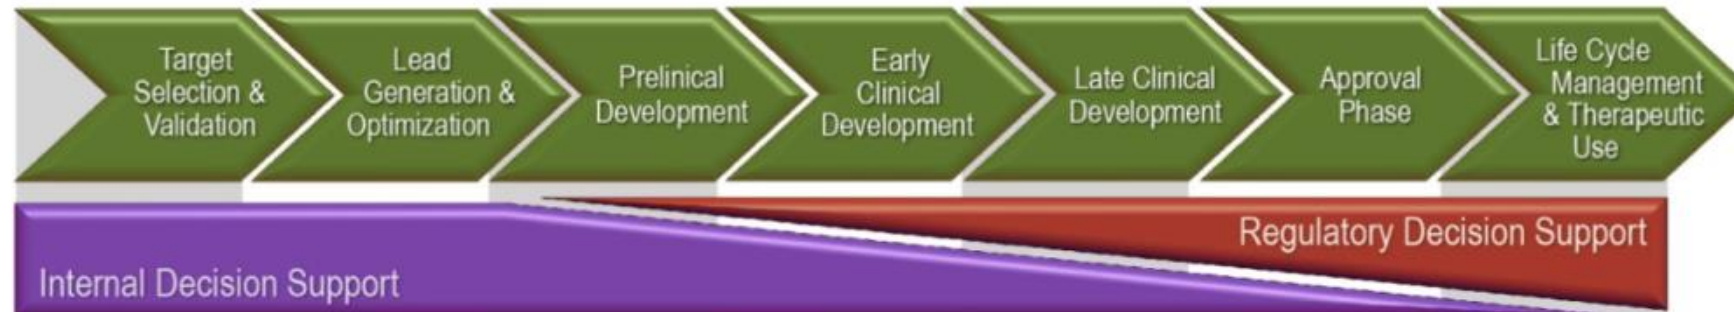 Target
Selection &
Validation
Lead
Generation &
Optimization
Prelinical
Development
Early
Clinical
Development
Late Clinical
Development
Approval
Phase
Life Cycle
Management
& Therapeutic
Use
Regulatory Decision Support
Internal Decision Support